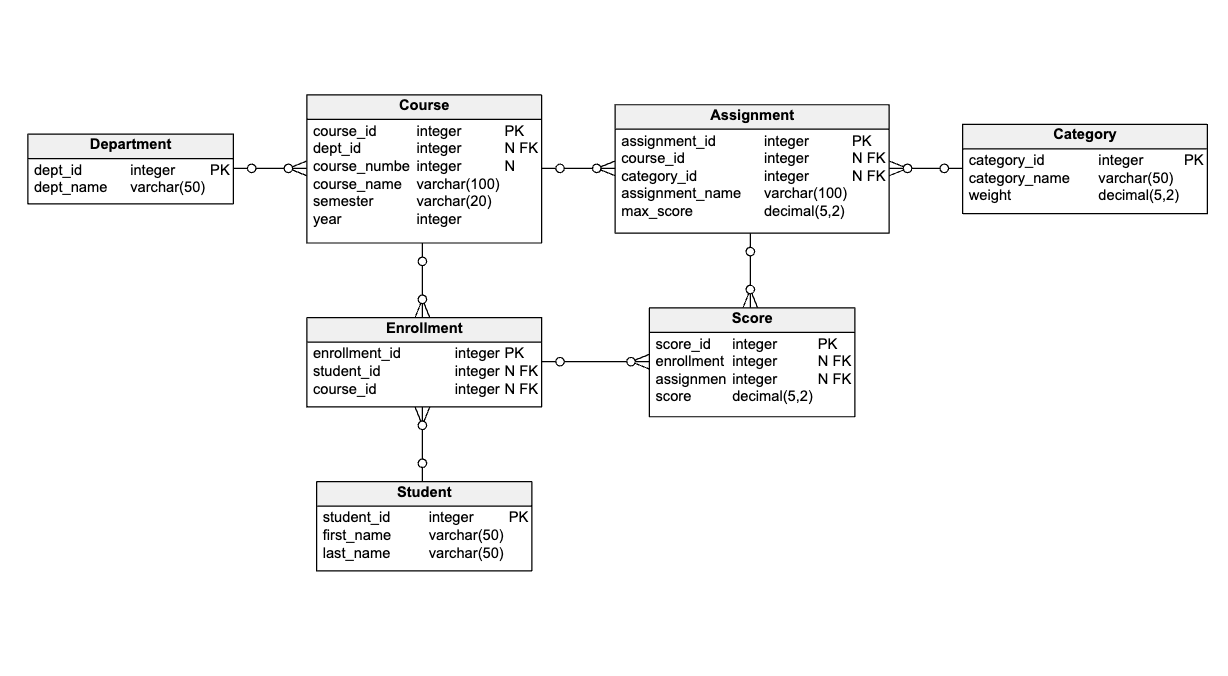 Department
dept_id integer PK
dept_name varchar(50)
Course
course_id integer PK
dept_id integer N FK
course_numbe integer N
course_name varchar(100)
semester varchar(20)
year integer
Assignment
assignment_id integer PK
course_id integer N FK
category_id integer N FK
assignment_name varchar(100)
max_score decimal(5,2)
Category
category_id integer PK
category_name varchar(50)
weight decimal(5,2)
Enrollment
enrollment_id integer PK
student_id integer N FK
course_id integer N FK
Score
score_id integer PK
enrollment integer N FK
assignmen integer N FK
score decimal(5,2)
Student
student_id integer PK
first_name varchar(50)
last_name varchar(50)